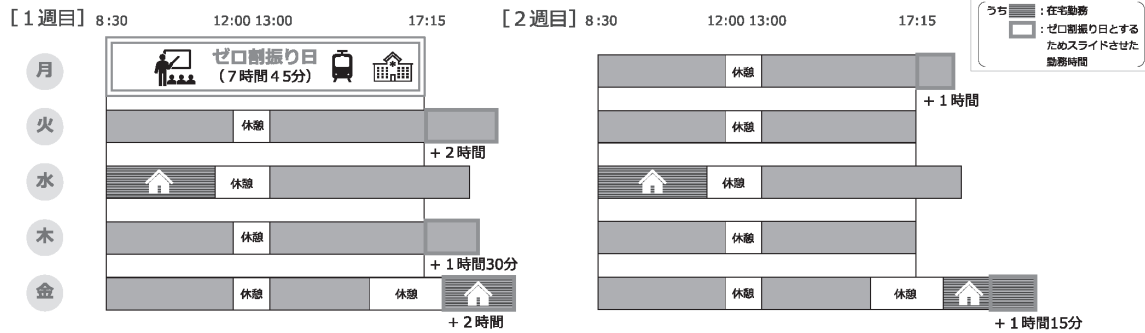 [１週目]
8:30 12:00 13:00 17:15
月
ゼロ割振り日
（７時間４５分）
火
休憩
＋２時間
水
休憩
木
休憩
＋１時間30分
金
休憩
休憩
＋２時間
[２週目]
8:30 12:00 13:00 17:15
休憩
＋１時間
休憩
休憩
休憩
休憩
休憩
＋１時間15分
うち ：在宅勤務
：ゼロ割振り日とする
ためスライドさせた
勤務時間